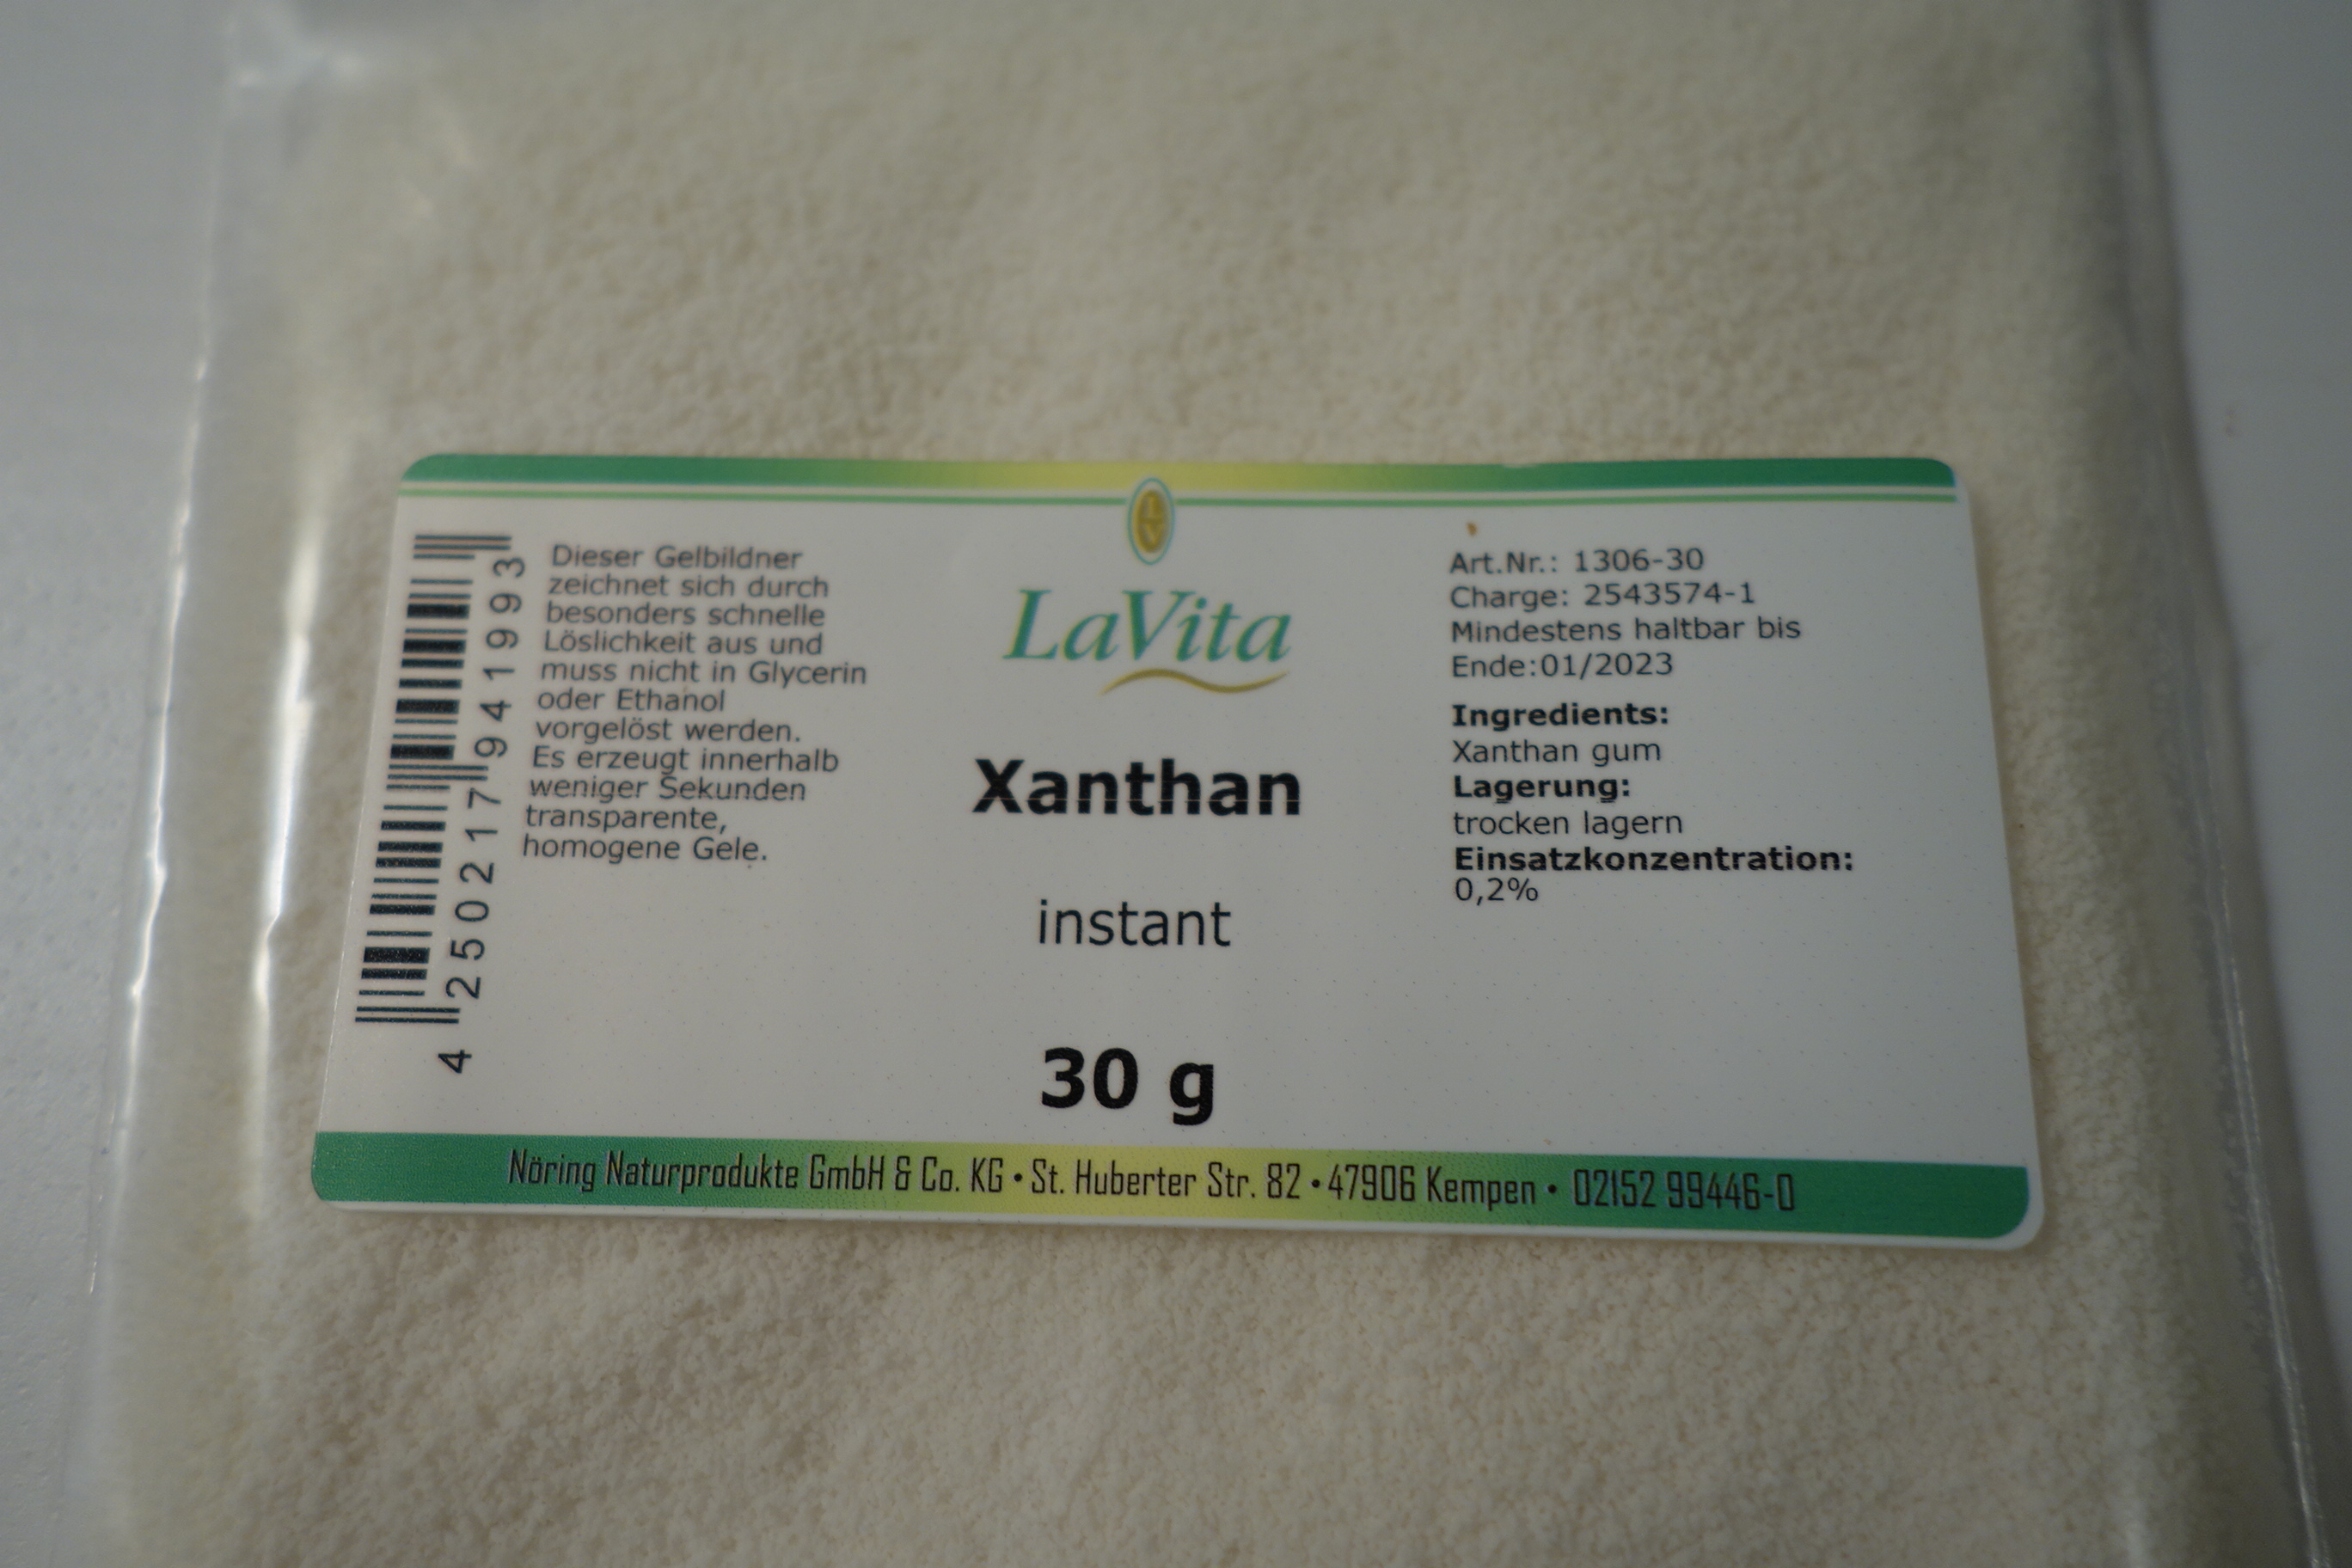 4 250217 941993
Dieser Gelbildner
zeichnet sich durch
besonders schnelle
Löslichkeit aus und
muss nicht in Glycerin
oder Ethanol
vorgelöst werden.
Es erzeugt innerhalb
weniger Sekunden
transparente,
homogene Gele.
LV
LaVita
Xanthan
instant
30 g
Art.Nr.: 1306-30
Charge: 2543574-1
Mindestens haltbar bis
Ende:01/2023
Ingredients:
Xanthan gum
Lagerung:
trocken lagern
Einsatzkonzentration:
0,2%
Nöring Naturprodukte GmbH & Co. KG • St. Huberter Str. 82 • 47906 Kempen • 02152 99446-0